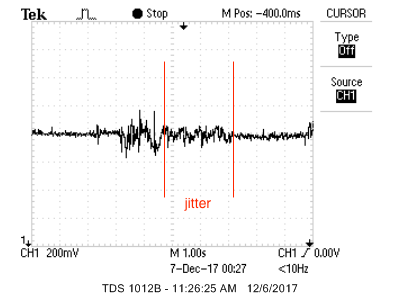 Tek Stop M Pos: -400.0ms CURSOR
Type
Off
Source
CH1
jitter
1
CH1 200mV M 1.00s CH1 / 0.00V
7-Dec-17 00:27 <10Hz
TDS 1012B - 11:26:25 AM 12/6/2017